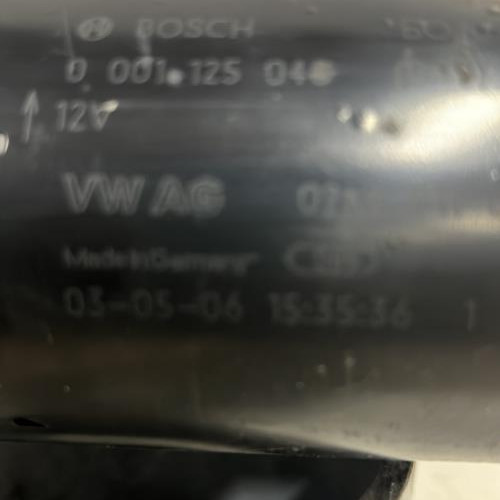 BOSCH
0 001 125 04
12V
VW AG
Made in Germany
03-05-06 15:35:36 1